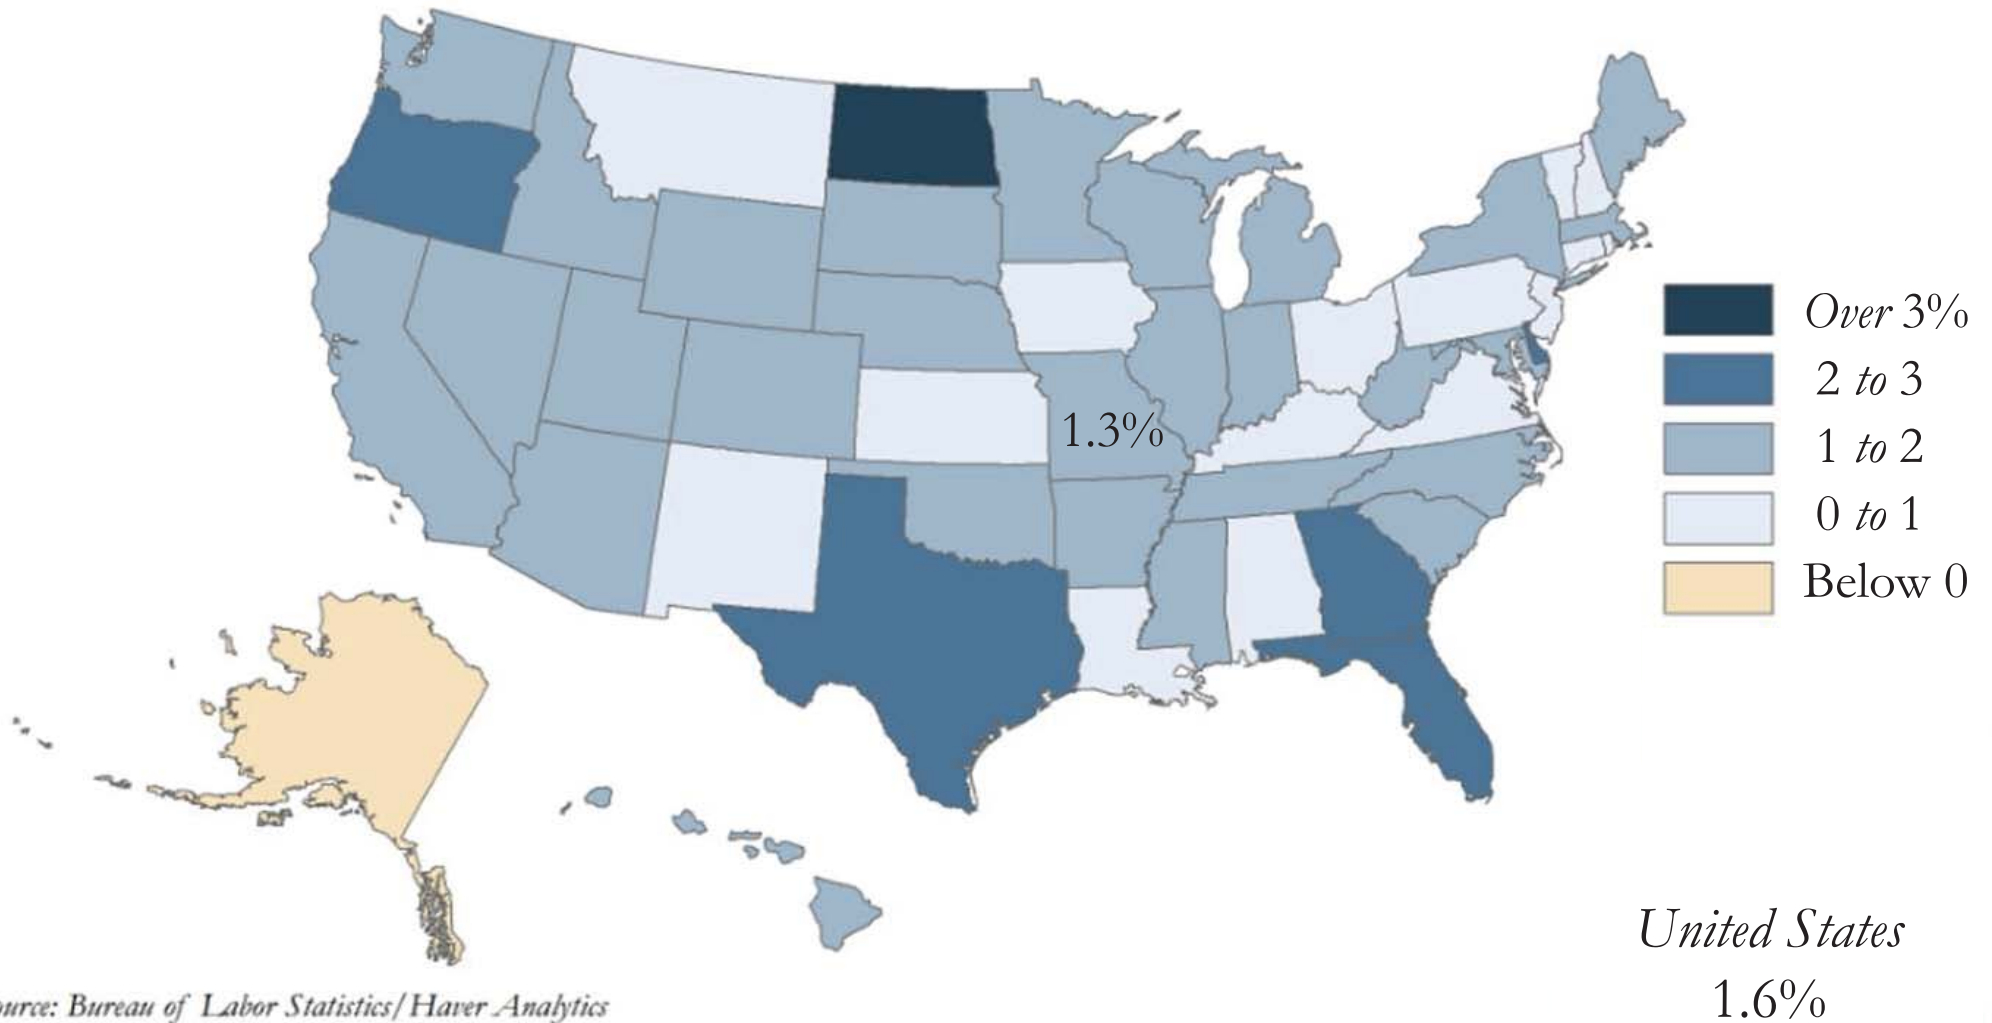 1.3%
Over 3%
2 to 3
1 to 2
0 to 1
Below 0
United States
1.6%
ource: Bureau of Labor Statistics/Haver Analytics